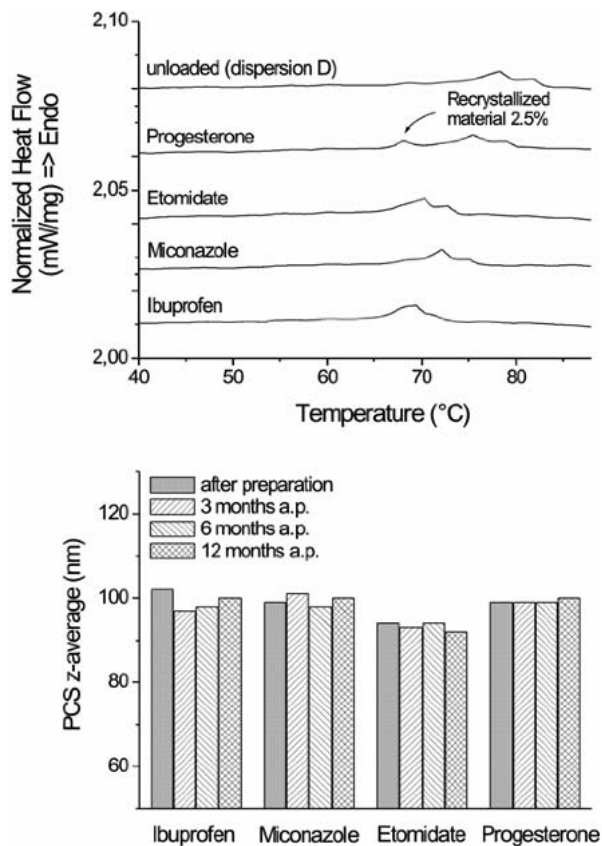 Normalized Heat Flow
(mW/mg) => Endo
2,10
2,05
2,00
unloaded (dispersion D)
Recrystallized
material 2.5%
Progesterone
Etomidate
Miconazole
Ibuprofen
40 50 60 70 80
Temperature (°C)
PCS z-average (nm)
120
100
80
60
after preparation
3 months a.p.
6 months a.p.
12 months a.p.
Ibuprofen Miconazole Etomidate Progesterone